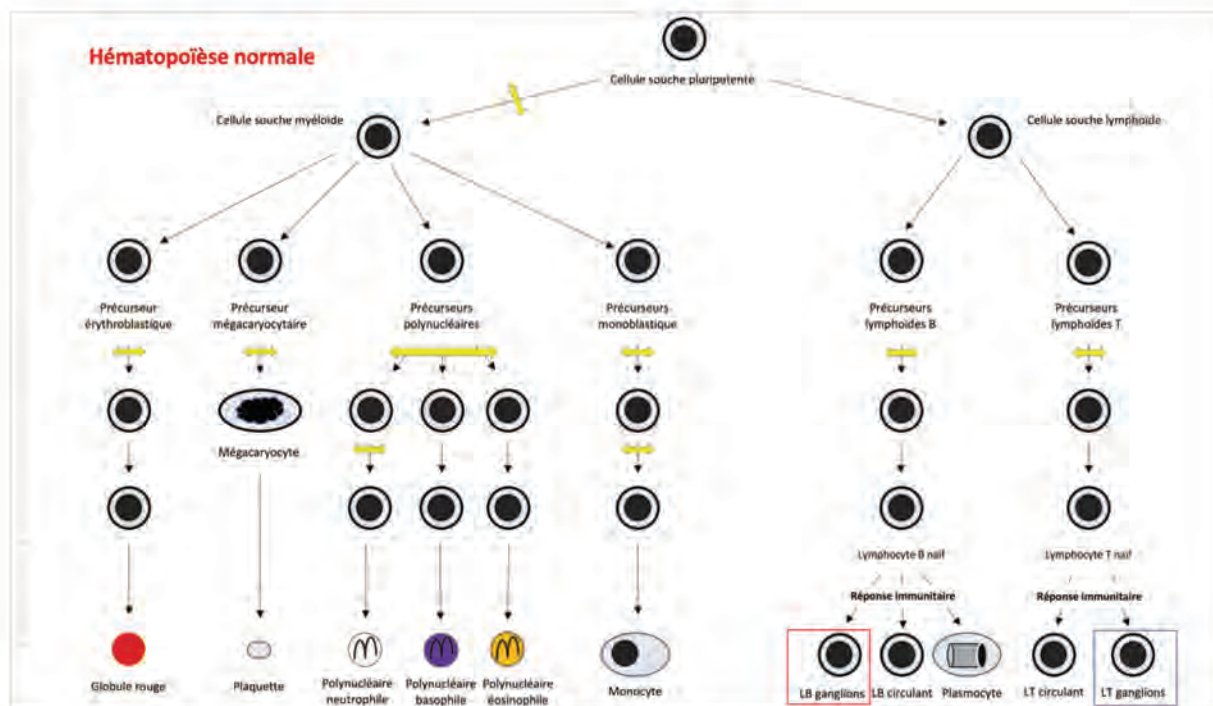 Hématopoïèse normale
Cellule souche pluripotente
Cellule souche myéloïde
Cellule souche lymphoïde
Précurseur
érythroblastique
Précurseur
mégacaryocytaire
Précurseurs
polynucléaires
Précurseurs
monoblastique
Précurseurs
lymphoïdes B
Précurseurs
lymphoïdes T
Mégacaryocyte
Lymphocyte B naïf
Lymphocyte T naïf
Réponse immunitaire
Réponse immunitaire
Globule rouge
Plaquette
Polynucléaire
neutrophile
Polynucléaire
basophile
Polynucléaire
éosinophile
Monocyte
LB ganglions
LB circulant
Plasmocyte
LT circulant
LT ganglions